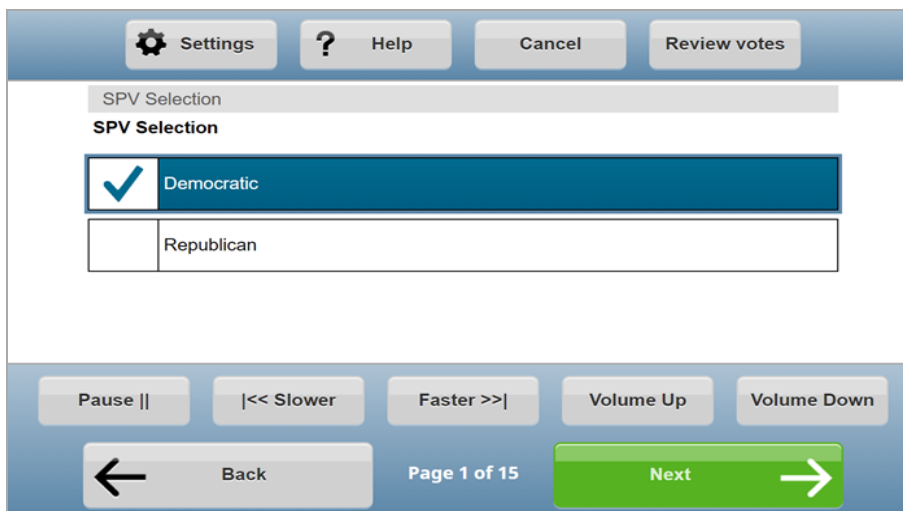 Settings
? Help
Cancel
Review votes
SPV Selection
SPV Selection
Democratic
Republican
Pause ||
|<< Slower
Faster >>|
Volume Up
Volume Down
Back
Page 1 of 15
Next